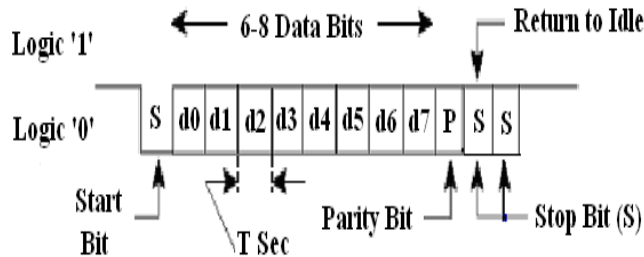 6-8 Data Bits
Return to Idle
Logic '1'
Logic '0'
S d0 d1 d2 d3 d4 d5 d6 d7 P S S
Start
Bit
T Sec
Parity Bit
Stop Bit (S)